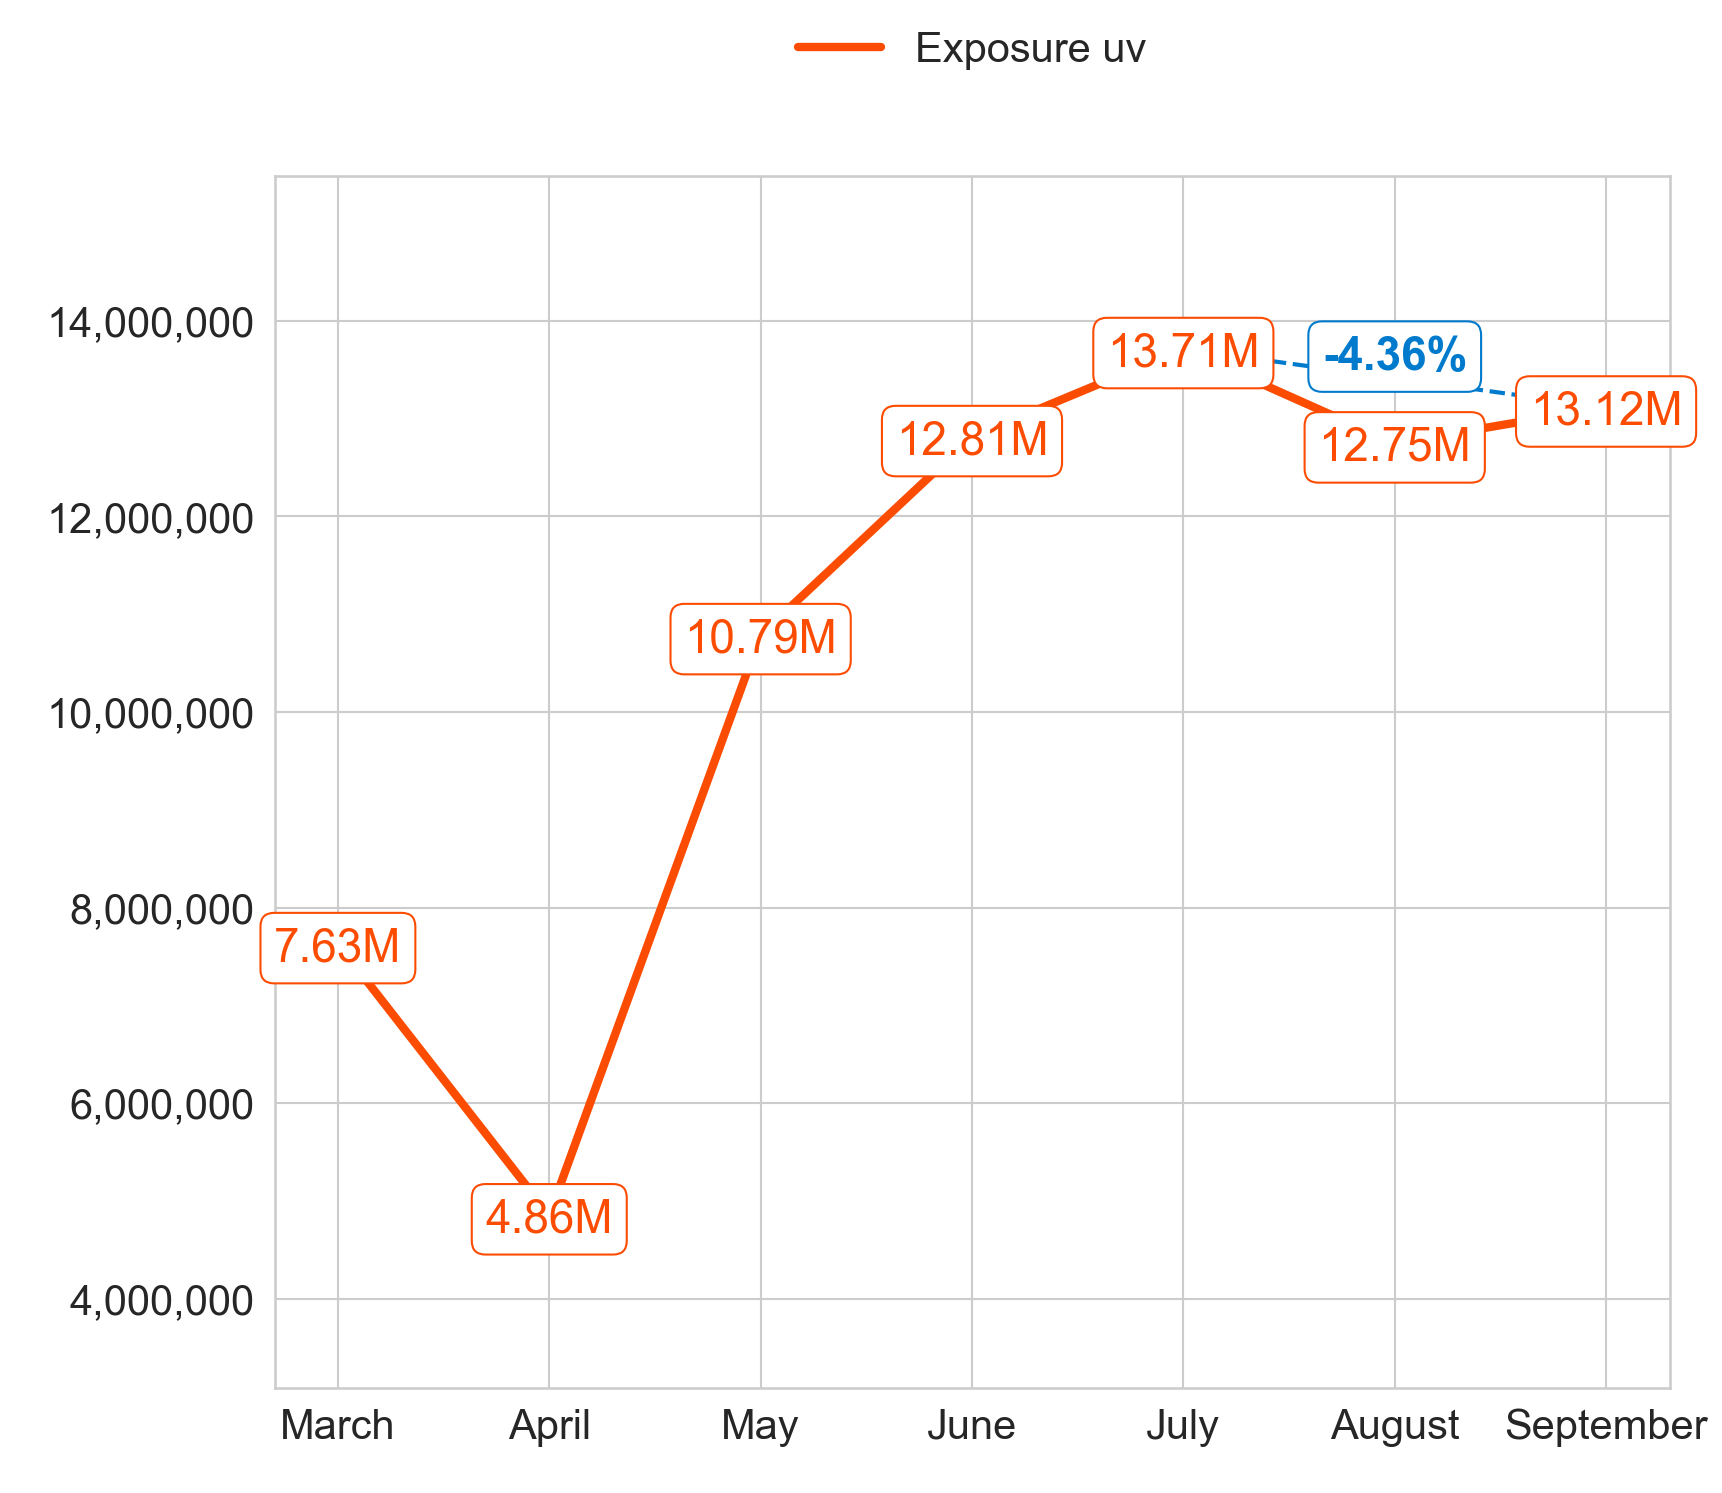 Exposure uv
14,000,000
12,000,000
10,000,000
8,000,000
6,000,000
4,000,000
7.63M
4.86M
10.79M
12.81M
13.71M
-4.36%
12.75M
13.12M
March
April
May
June
July
August
September